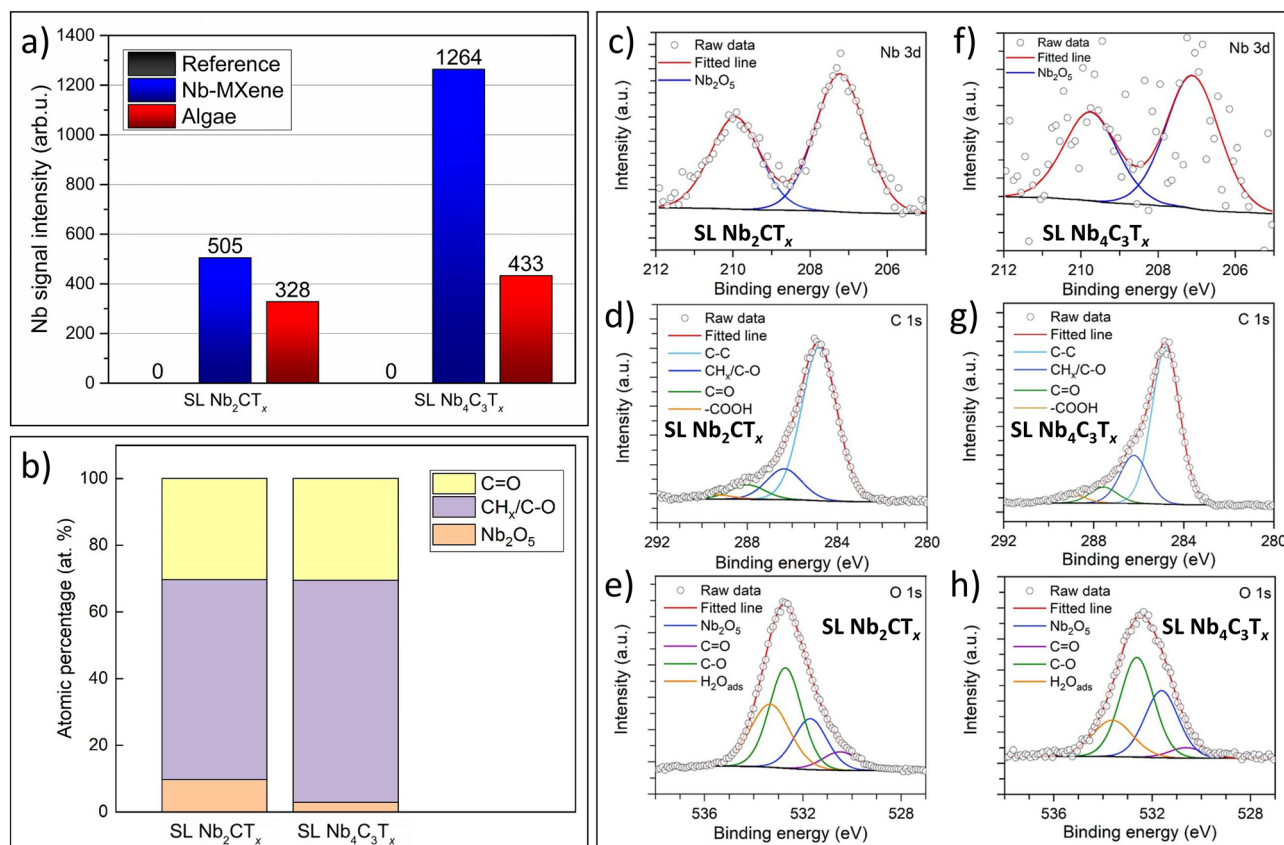 a)
Nb signal intensity (arb.u.)
1400
1200
1000
800
600
400
200
0
Reference
Nb-MXene
Algae
0
505
328
0
1264
433
SL Nb₂CTₓ
SL Nb₄C₃Tₓ
b)
Atomic percentage (at. %)
100
80
60
40
20
0
C=O
CHₓ/C-O
Nb₂O₅
SL Nb₂CTₓ
SL Nb₄C₃Tₓ
c)
Intensity (a.u.)
Raw data
Fitted line
Nb₂O₅
Nb 3d
SL Nb₂CTₓ
212 210 208 206
Binding energy (eV)
d)
Intensity (a.u.)
Raw data
Fitted line
C-C
CHₓ/C-O
C=O
-COOH
C 1s
SL Nb₂CTₓ
292 288 284 280
Binding energy (eV)
e)
Intensity (a.u.)
Raw data
Fitted line
Nb₂O₅
C=O
C-O
H₂Oads
O 1s
SL Nb₂CTₓ
536 532 528
Binding energy (eV)
f)
Intensity (a.u.)
Raw data
Fitted line
Nb₂O₅
Nb 3d
SL Nb₄C₃Tₓ
212 210 208 206
Binding energy (eV)
g)
Intensity (a.u.)
Raw data
Fitted line
C-C
CHₓ/C-O
C=O
-COOH
C 1s
SL Nb₄C₃Tₓ
292 288 284 280
Binding energy (eV)
h)
Intensity (a.u.)
Raw data
Fitted line
Nb₂O₅
C=O
C-O
H₂Oads
O 1s
SL Nb₄C₃Tₓ
536 532 528
Binding energy (eV)